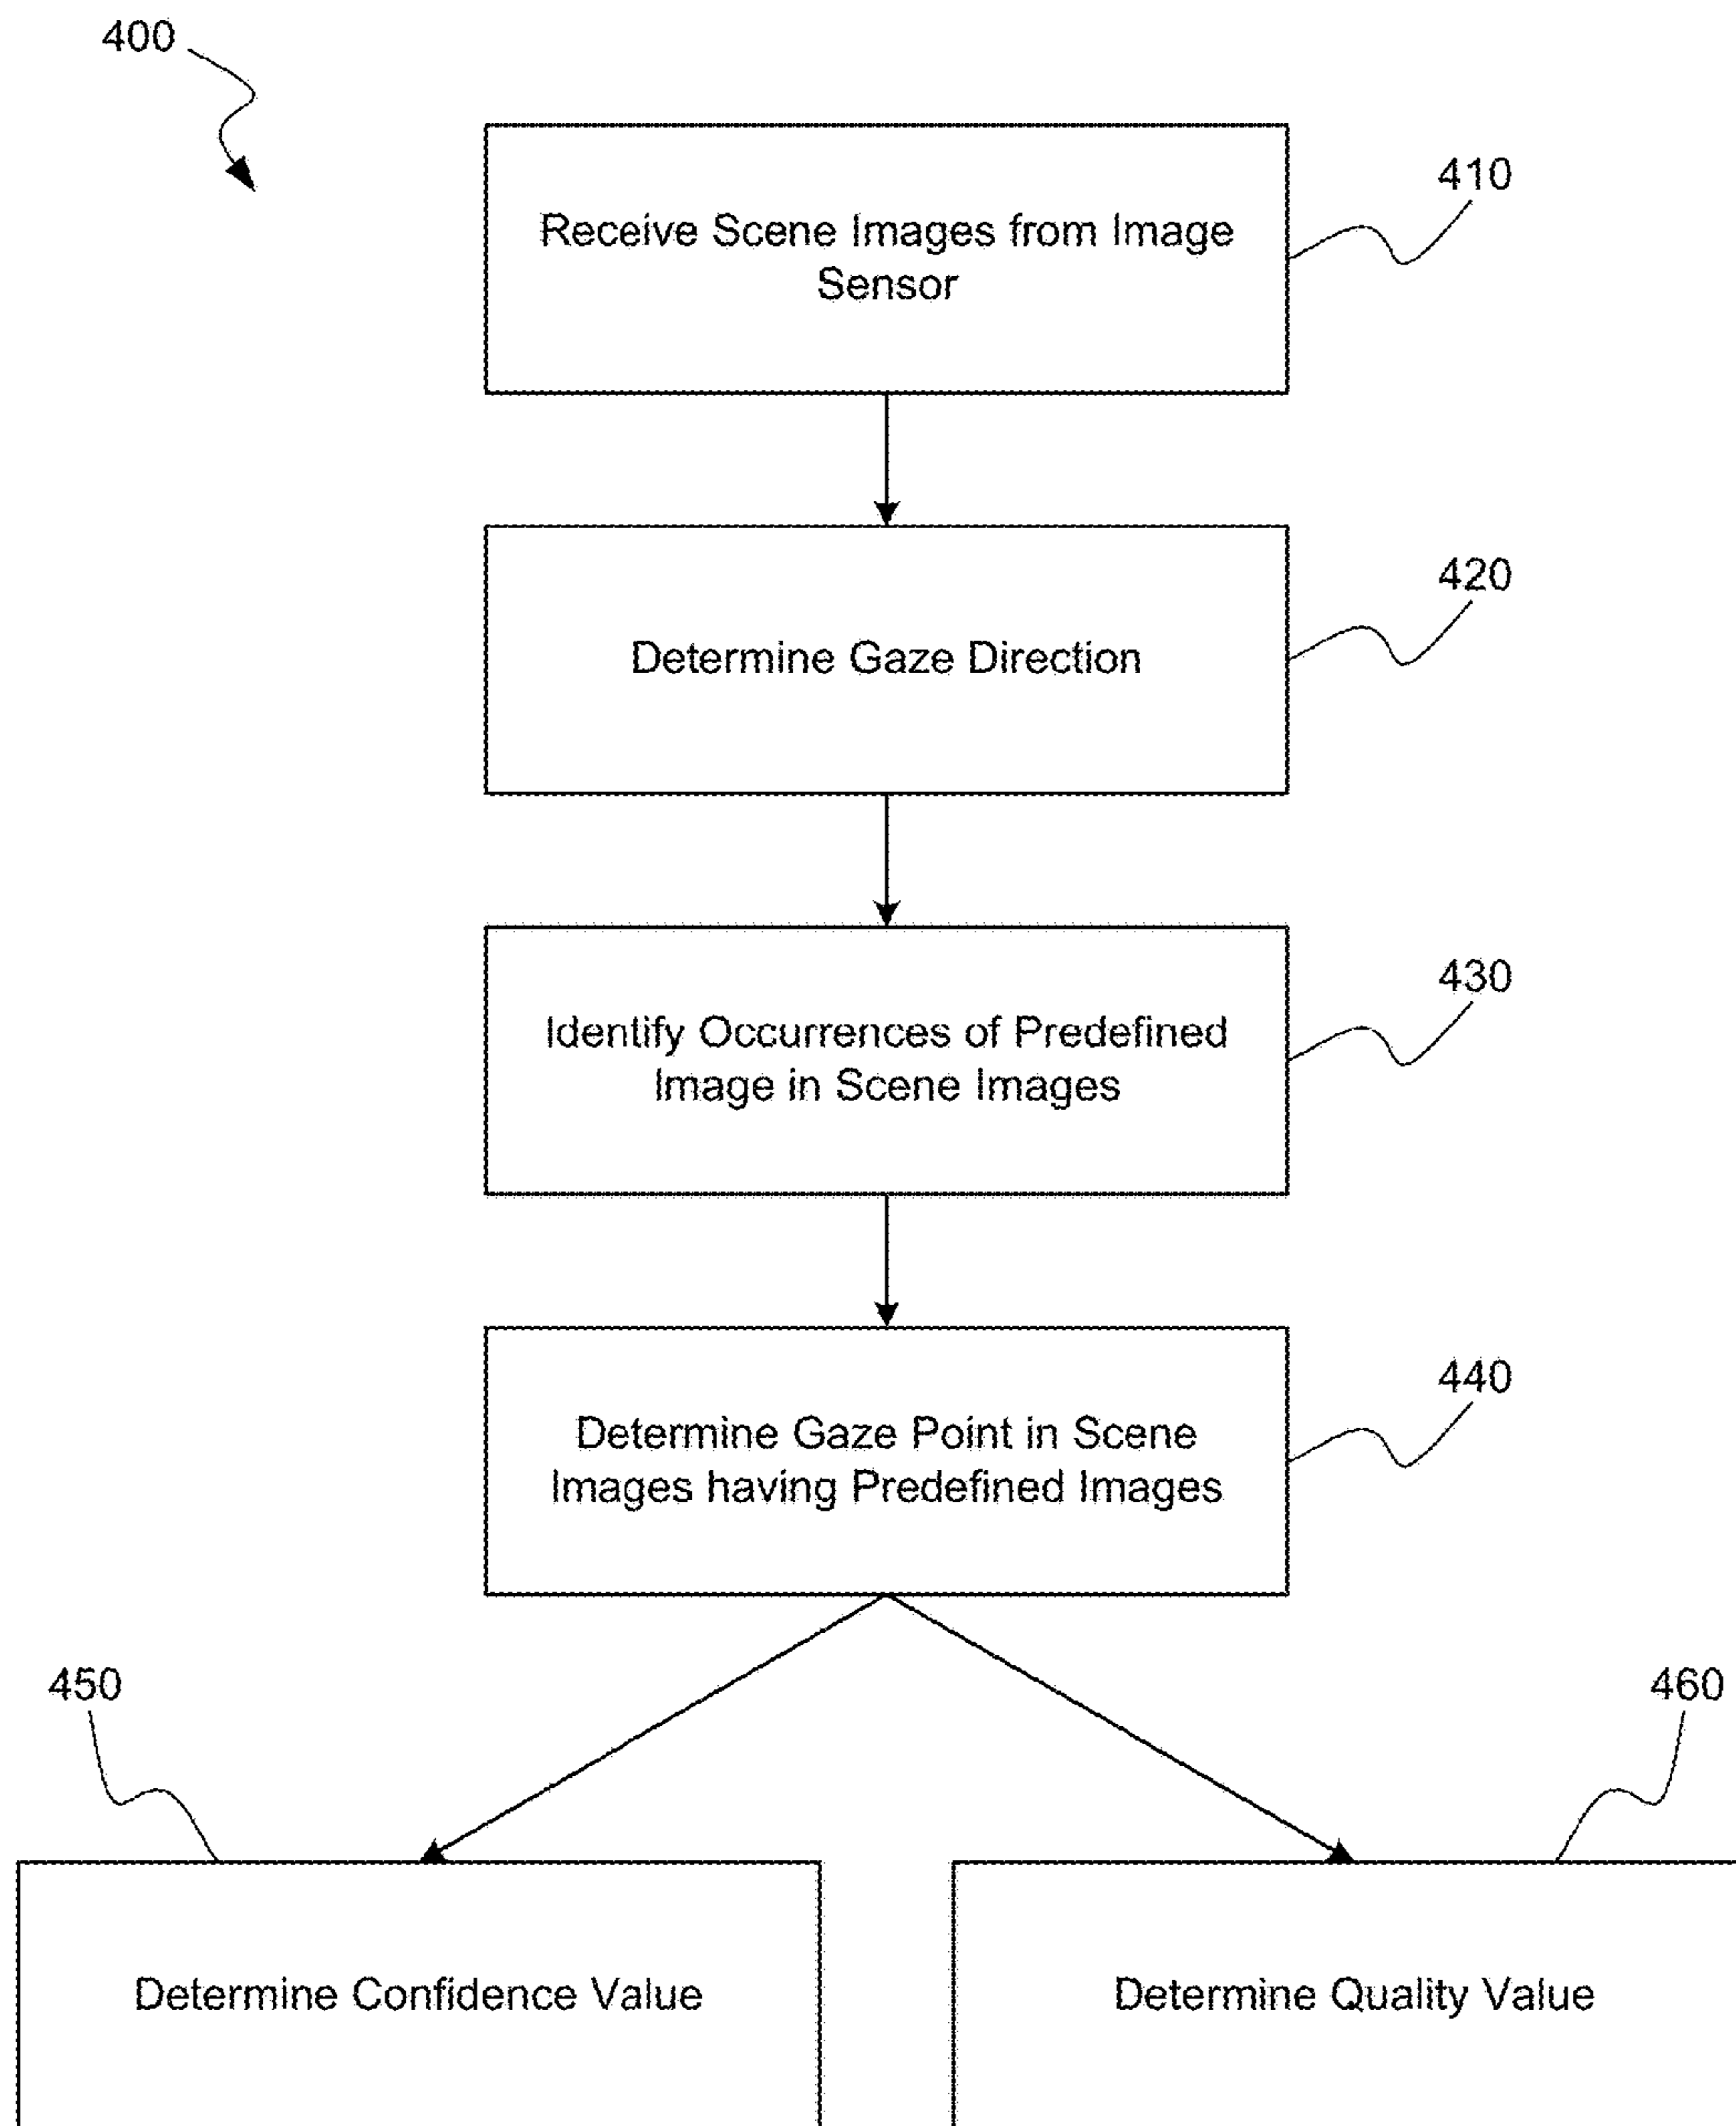 400
410
Receive Scene Images from Image
Sensor
420
Determine Gaze Direction
430
Identify Occurrences of Predefined
Image in Scene Images
440
Determine Gaze Point in Scene
Images having Predefined Images
450
460
Determine Confidence Value
Determine Quality Value